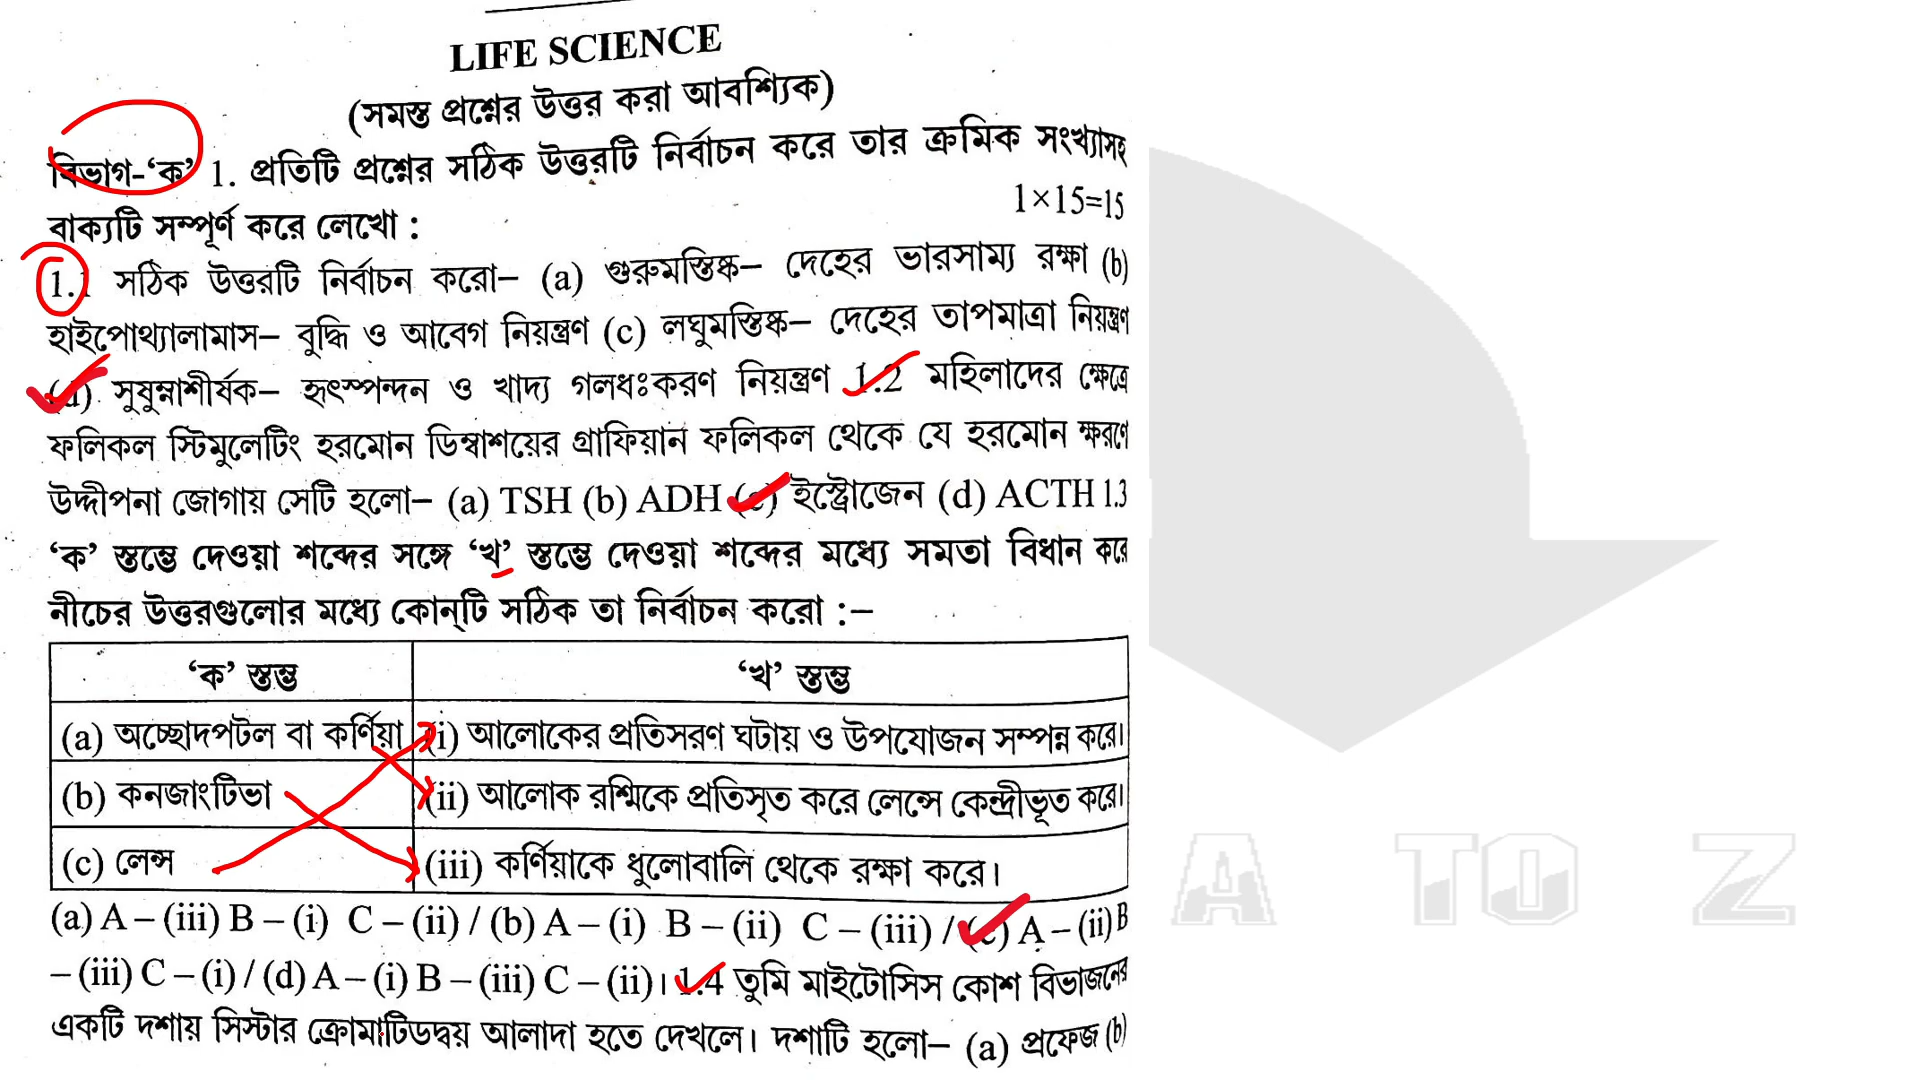 LIFE SCIENCE
(সমস্ত প্রশ্নের উত্তর করা আবশ্যিক)
বিভাগ-‘ক’ 1. প্রতিটি প্রশ্নের সঠিক উত্তরটি নির্বাচন করে তার ক্রমিক সংখ্যাসহ
বাক্যটি সম্পূর্ণ করে লেখো : 1×15=15
1.1 সঠিক উত্তরটি নির্বাচন করো– (a) গুরুমস্তিষ্ক– দেহের ভারসাম্য রক্ষা (b)
হাইপোথ্যালামাস– বুদ্ধি ও আবেগ নিয়ন্ত্রণ (c) লঘুমস্তিষ্ক– দেহের তাপমাত্রা নিয়ন্ত্রণ
(d) সুষুম্নাশীর্ষক– হৃৎস্পন্দন ও খাদ্য গলধঃকরণ নিয়ন্ত্রণ 1.2 মহিলাদের ক্ষেত্রে
ফলিকল স্টিমুলেটিং হরমোন ডিম্বাশয়ের গ্রাফিয়ান ফলিকল থেকে যে হরমোন ক্ষরণে
উদ্দীপনা জোগায় সেটি হলো– (a) TSH (b) ADH (c) ইস্ট্রোজেন (d) ACTH 1.3
‘ক’ স্তম্ভে দেওয়া শব্দের সঙ্গে ‘খ’ স্তম্ভে দেওয়া শব্দের মধ্যে সমতা বিধান করে
নীচের উত্তরগুলোর মধ্যে কোন্‌টি সঠিক তা নির্বাচন করো :–
‘ক’ স্তম্ভ ‘খ’ স্তম্ভ
(a) অচ্ছোদপটল বা কর্ণিয়া (i) আলোকের প্রতিসরণ ঘটায় ও উপযোজন সম্পন্ন করে।
(b) কনজাংটিভা (ii) আলোক রশ্মিকে প্রতিসৃত করে লেন্সে কেন্দ্রীভূত করে।
(c) লেন্স (iii) কর্ণিয়াকে ধুলোবালি থেকে রক্ষা করে।
(a) A – (iii) B – (i) C – (ii) / (b) A – (i) B – (ii) C – (iii) / (c) A – (ii) B
– (iii) C – (i) / (d) A – (i) B – (iii) C – (ii)। 1.4 তুমি মাইটোসিস কোশ বিভাজনের
একটি দশায় সিস্টার ক্রোমাটিডদ্বয় আলাদা হতে দেখলে। দশাটি হলো– (a) প্রফেজ (b)
A TO Z